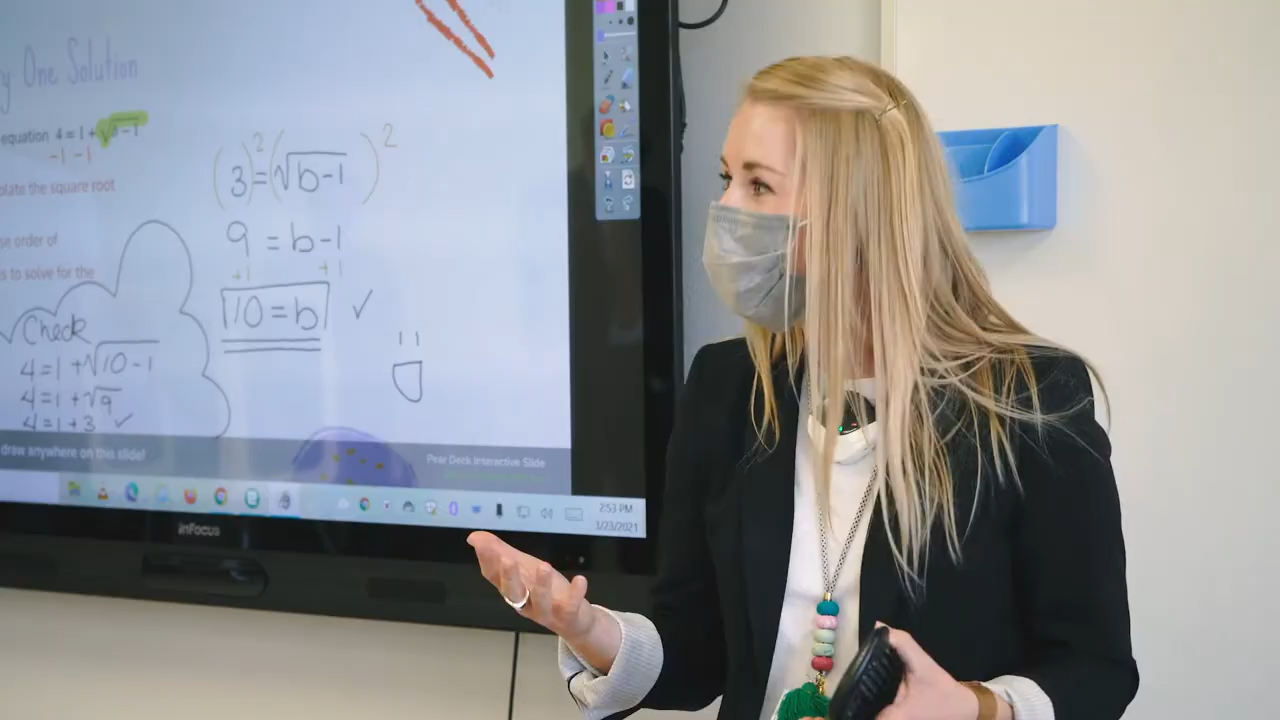 y One Solution
equation 4 = 1 + √b-1
-1 -1
olate the square root
se order of
s to solve for the
Check
4=1+√10-1
4=1+√9
4=1+3 ✓
(3)²=(√b-1)²
9 = b-1
+1 +1
10 = b ✓
draw anywhere on this slide!
Pear Deck Interactive Slide
2:53 PM
3/23/2021
InFocus